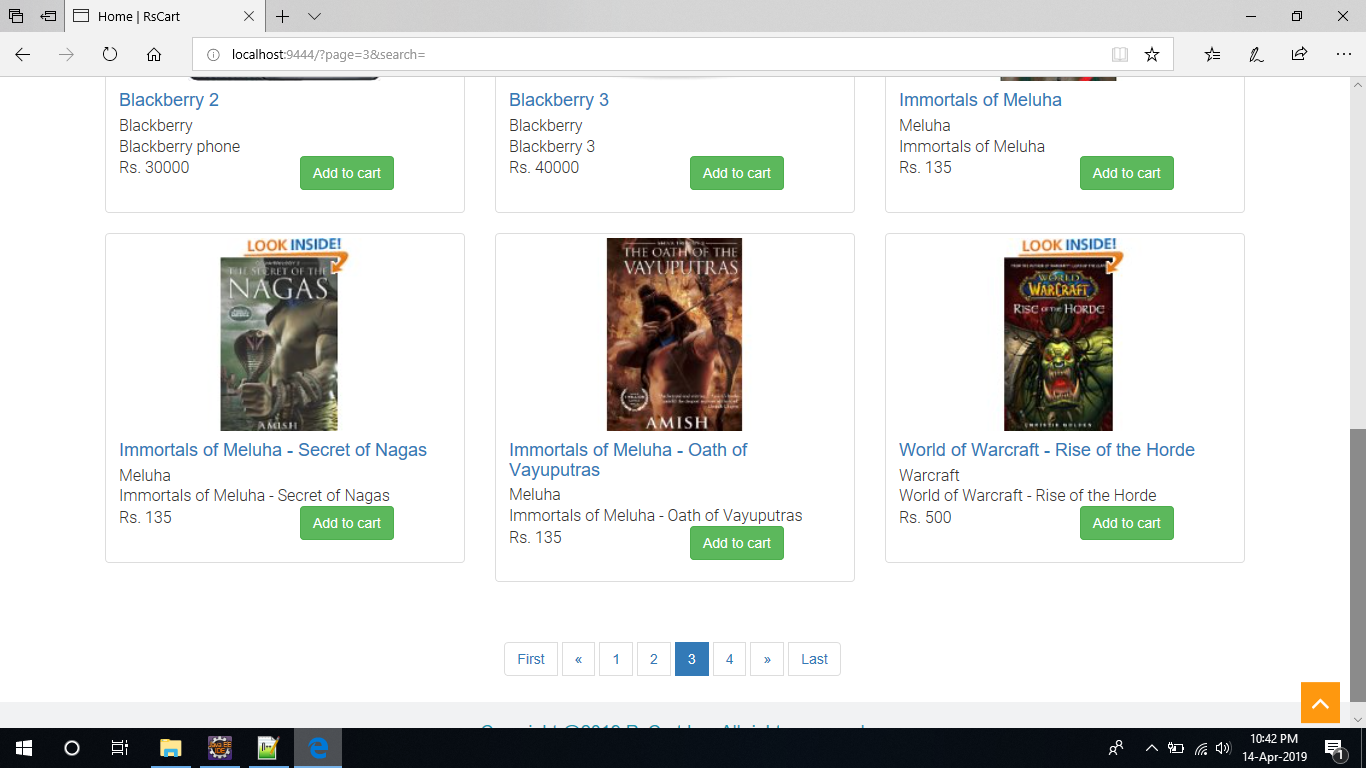 Home | RsCart
localhost:9444/?page=3&search=
Blackberry 2
Blackberry
Blackberry phone
Rs. 30000
Add to cart
Blackberry 3
Blackberry
Blackberry 3
Rs. 40000
Add to cart
Immortals of Meluha
Meluha
Immortals of Meluha
Rs. 135
Add to cart
LOOK INSIDE!
THE SECRET OF THE
NAGAS
AMISH
Immortals of Meluha - Secret of Nagas
Meluha
Immortals of Meluha - Secret of Nagas
Rs. 135
Add to cart
THE OATH OF THE
VAYUPUTRAS
AMISH
Immortals of Meluha - Oath of
Vayuputras
Meluha
Immortals of Meluha - Oath of Vayuputras
Rs. 135
Add to cart
LOOK INSIDE!
WORLD
OF
WARCRAFT
RISE OF THE HORDE
CHRISTIE GOLDEN
World of Warcraft - Rise of the Horde
Warcraft
World of Warcraft - Rise of the Horde
Rs. 500
Add to cart
First « 1 2 3 4 » Last
10:42 PM
14-Apr-2019
1